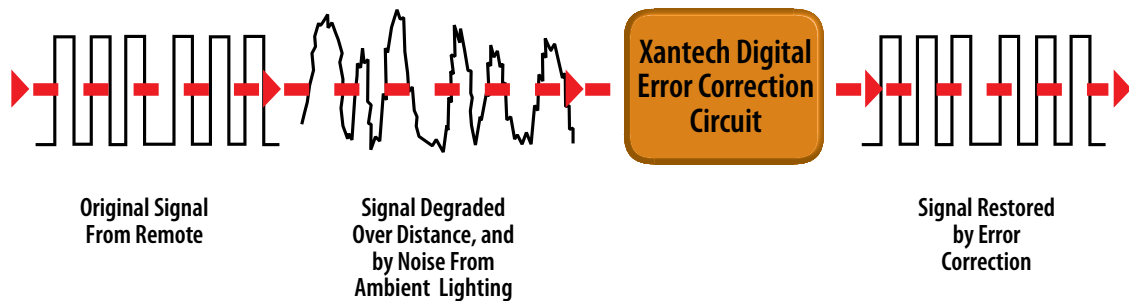 Xantech Digital
Error Correction
Circuit
Original Signal
From Remote
Signal Degraded
Over Distance, and
by Noise From
Ambient Lighting
Signal Restored
by Error
Correction